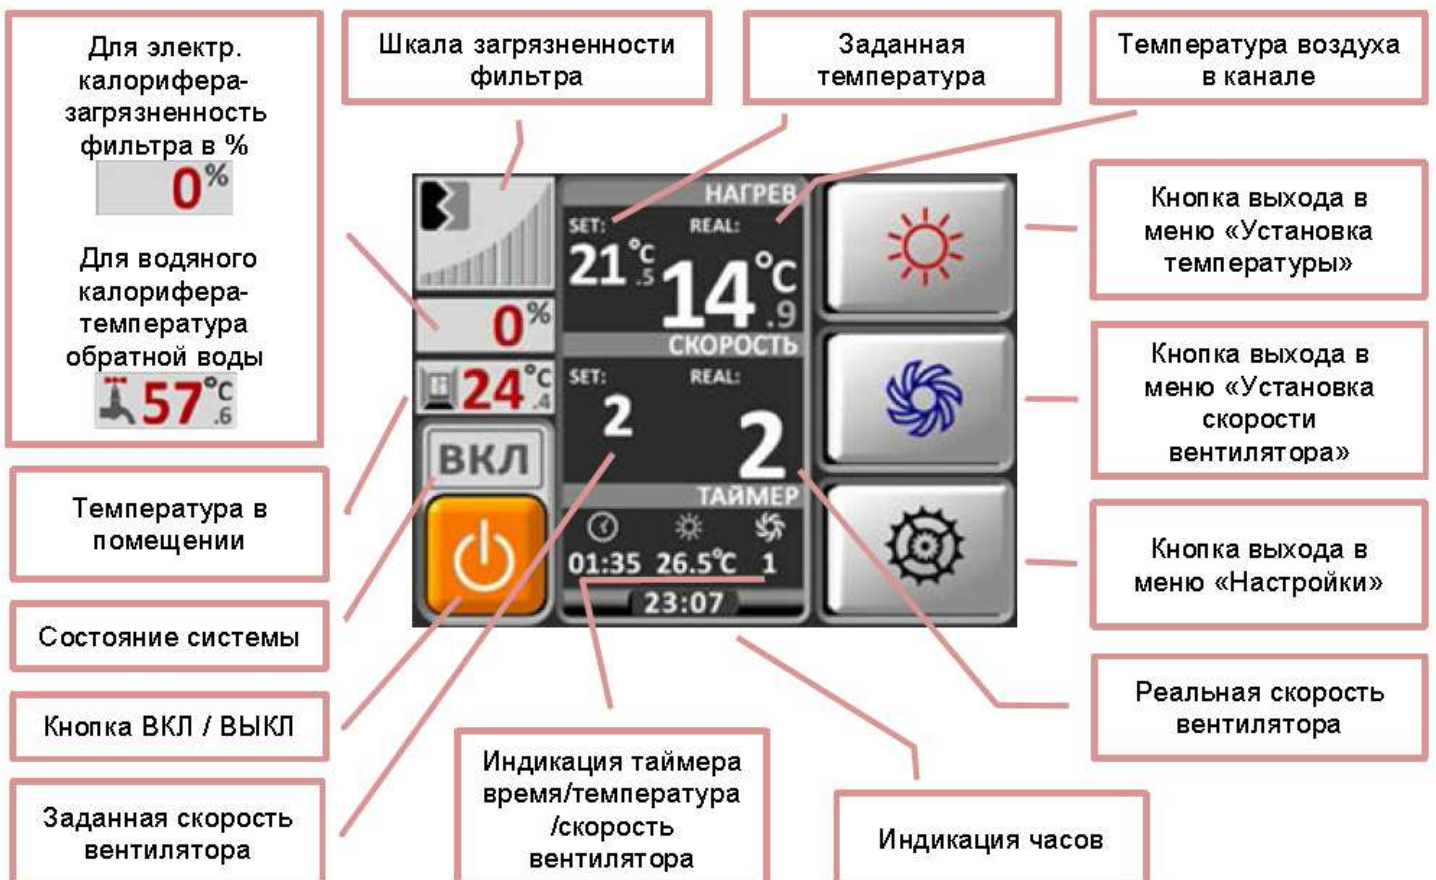 Для электр.
калорифера-
загрязненность
фильтра в %
0%
Для водяного
калорифера-
температура
обратной воды
57°C
.6
Шкала загрязненности
фильтра
Заданная
температура
Температура воздуха
в канале
НАГРЕВ
SET:
REAL:
21°C
.5
14°C
.9
0%
СКОРОСТЬ
24°C
.4
SET:
REAL:
2
2
ВКЛ
ТАЙМЕР
01:35 26.5°C 1
23:07
Кнопка выхода в
меню «Установка
температуры»
Кнопка выхода в
меню «Установка
скорости
вентилятора»
Кнопка выхода в
меню «Настройки»
Реальная скорость
вентилятора
Температура в
помещении
Состояние системы
Кнопка ВКЛ / ВЫКЛ
Заданная скорость
вентилятора
Индикация таймера
время/температура
/скорость
вентилятора
Индикация часов